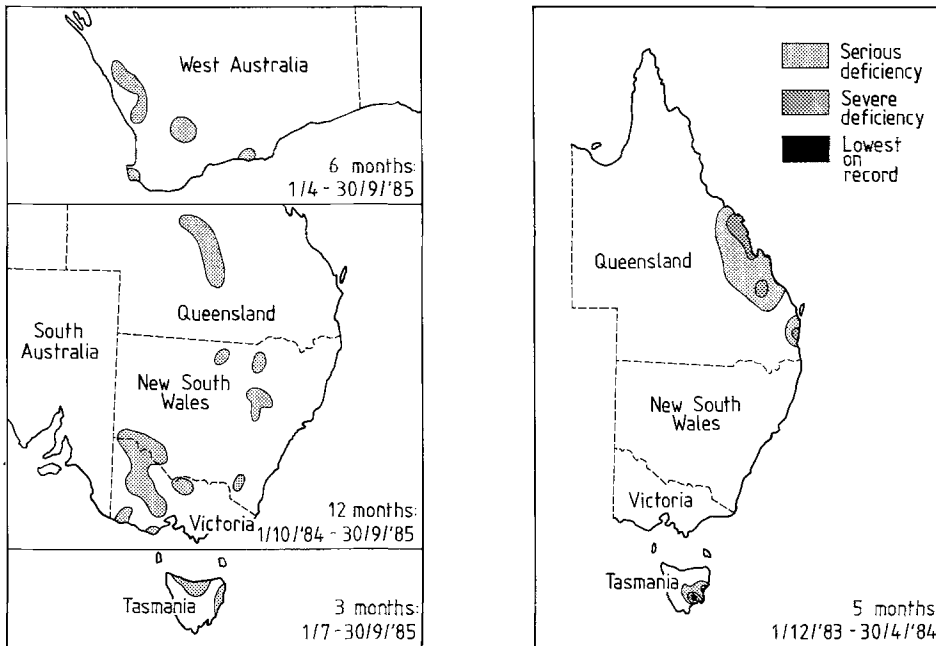 West Australia
6 months:
1/4 - 30/9/'85
Queensland
South
Australia
New South
Wales
Victoria
12 months:
1/10/'84 - 30/9/'85
Tasmania
3 months:
1/7 - 30/9/'85
Serious
deficiency
Severe
deficiency
Lowest
on
record
Queensland
New South
Wales
Victoria
Tasmania
5 months:
1/12/'83 - 30/4/'84